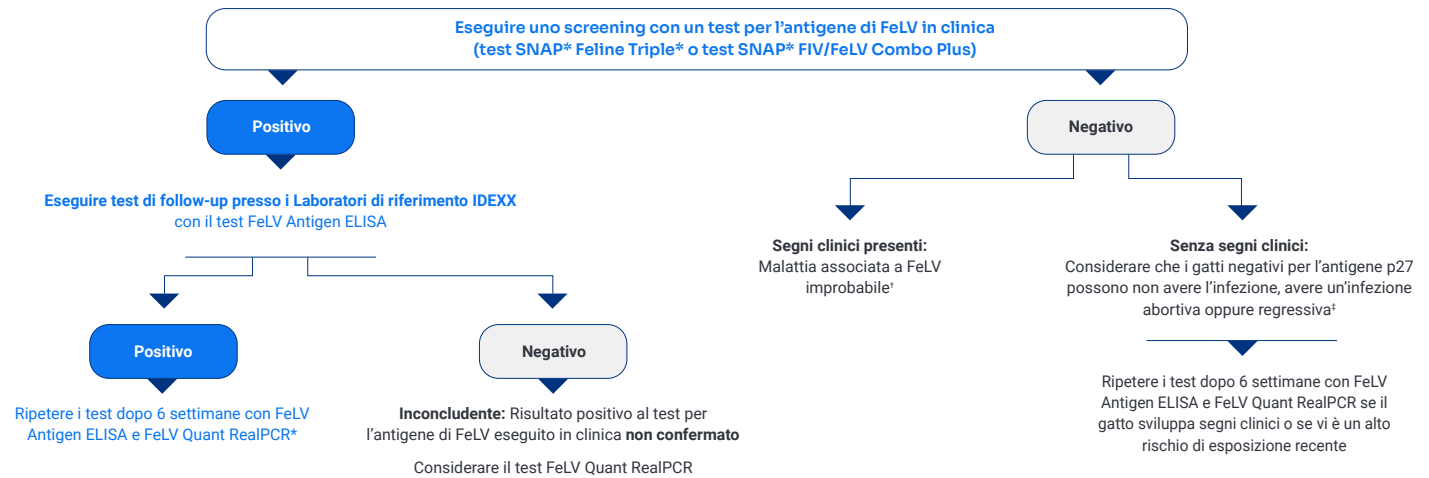 Eseguire uno screening con un test per l'antigene di FeLV in clinica
(test SNAP* Feline Triple* o test SNAP* FIV/FeLV Combo Plus)
Positivo
Negativo
Eseguire test di follow-up presso i Laboratori di riferimento IDEXX
con il test FeLV Antigen ELISA
Segni clinici presenti:
Malattia associata a FeLV
improbabile†
Senza segni clinici:
Considerare che i gatti negativi per l'antigene p27
possono non avere l'infezione, avere un'infezione
abortiva oppure regressiva‡
Positivo
Negativo
Ripetere i test dopo 6 settimane con FeLV
Antigen ELISA e FeLV Quant RealPCR*
Inconcludente: Risultato positivo al test per
l'antigene di FeLV eseguito in clinica non confermato
Considerare il test FeLV Quant RealPCR
Ripetere i test dopo 6 settimane con FeLV
Antigen ELISA e FeLV Quant RealPCR se il
gatto sviluppa segni clinici o se vi è un alto
rischio di esposizione recente